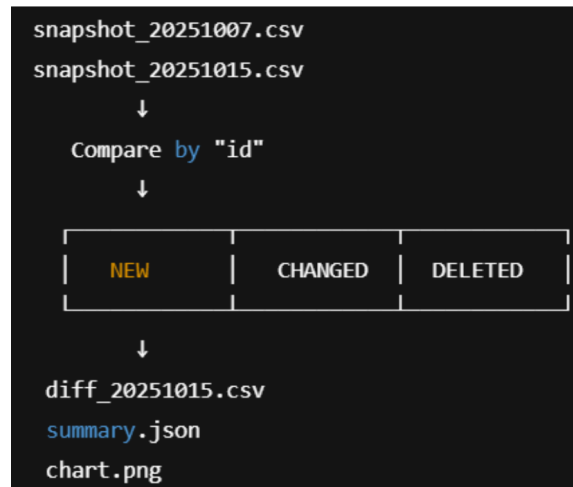 snapshot_20251007.csv
snapshot_20251015.csv
↓
Compare by "id"
↓
NEW CHANGED DELETED
↓
diff_20251015.csv
summary.json
chart.png